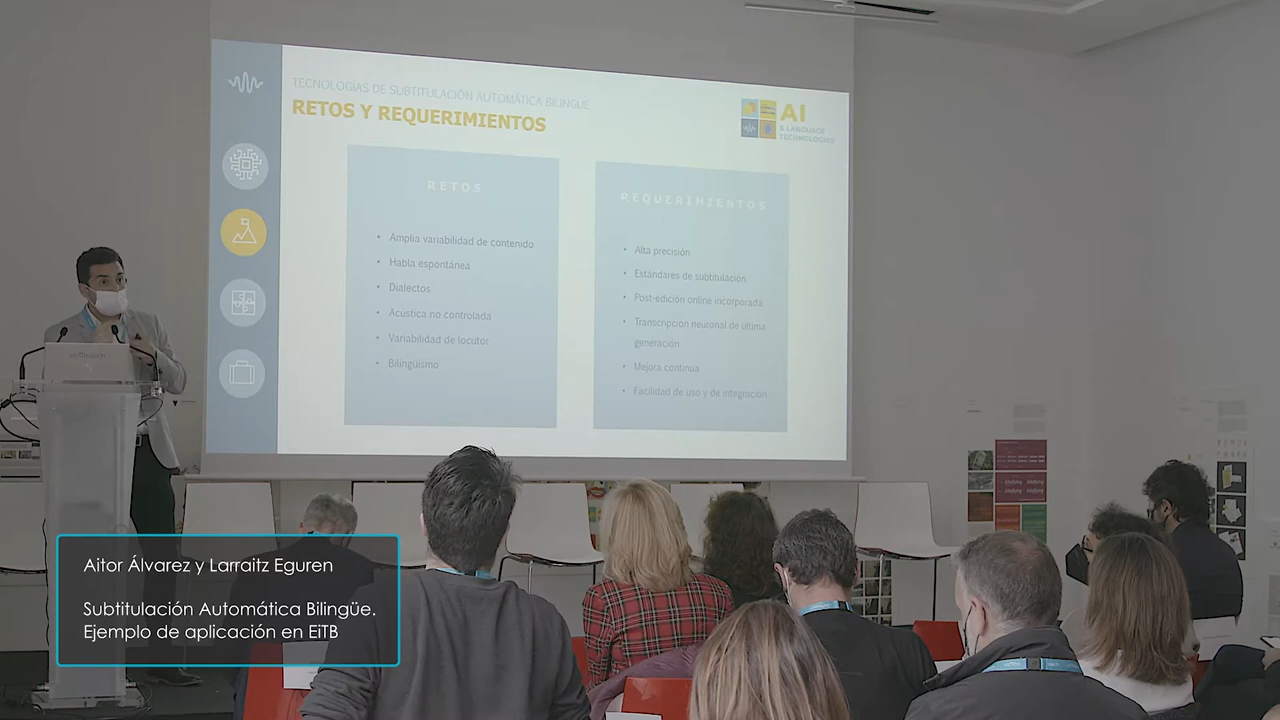 TECNOLOGÍAS DE SUBTITULACIÓN AUTOMÁTICA BILINGÜE
RETOS Y REQUERIMIENTOS
AI
& LANGUAGE
TECHNOLOGIES
RETOS
• Amplia variabilidad de contenido
• Habla espontánea
• Dialectos
• Acústica no controlada
• Variabilidad de locutor
• Bilingüismo
REQUERIMIENTOS
• Alta precisión
• Estándares de subtitulación
• Post-edición online incorporada
• Transcripción neuronal de última
generación
• Mejora continua
• Facilidad de uso y de integración
Aitor Álvarez y Larraitz Eguren
Subtitulación Automática Bilingüe.
Ejemplo de aplicación en EiTB